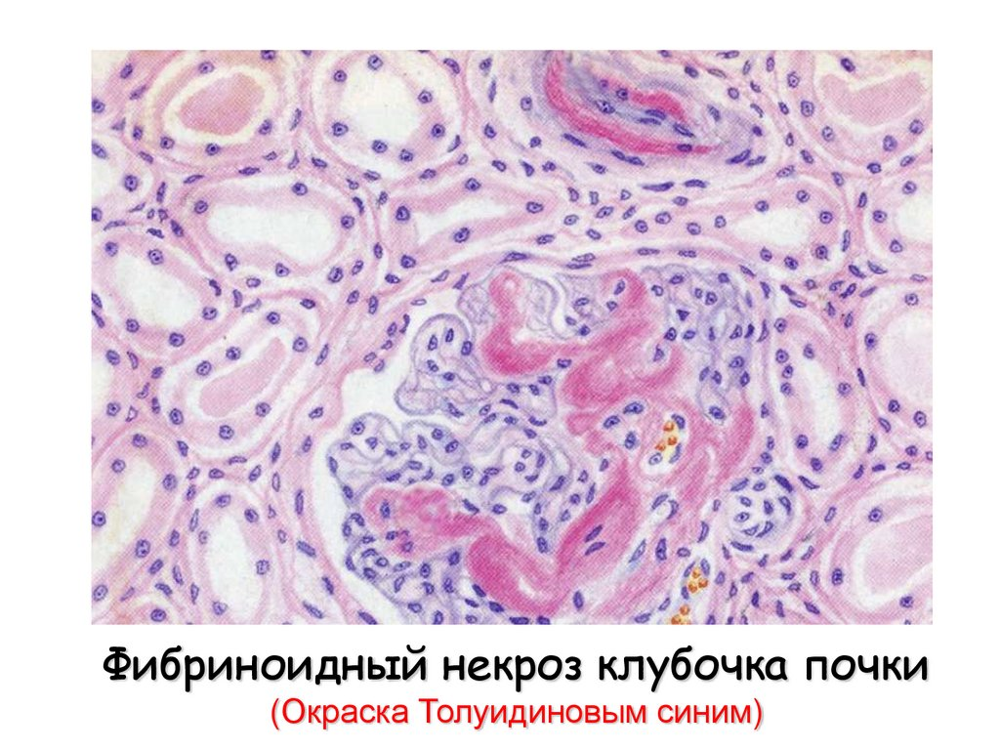 Фибриноидный некроз клубочка почки
(Окраска Толуидиновым синим)